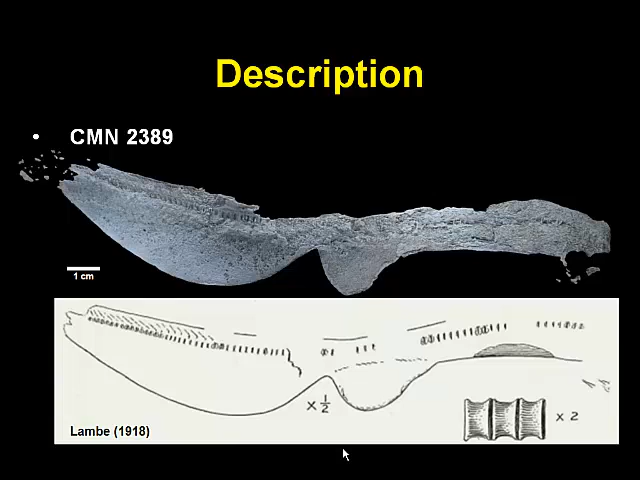 Description
• CMN 2389
1 cm
x 1/2
x 2
Lambe (1918)